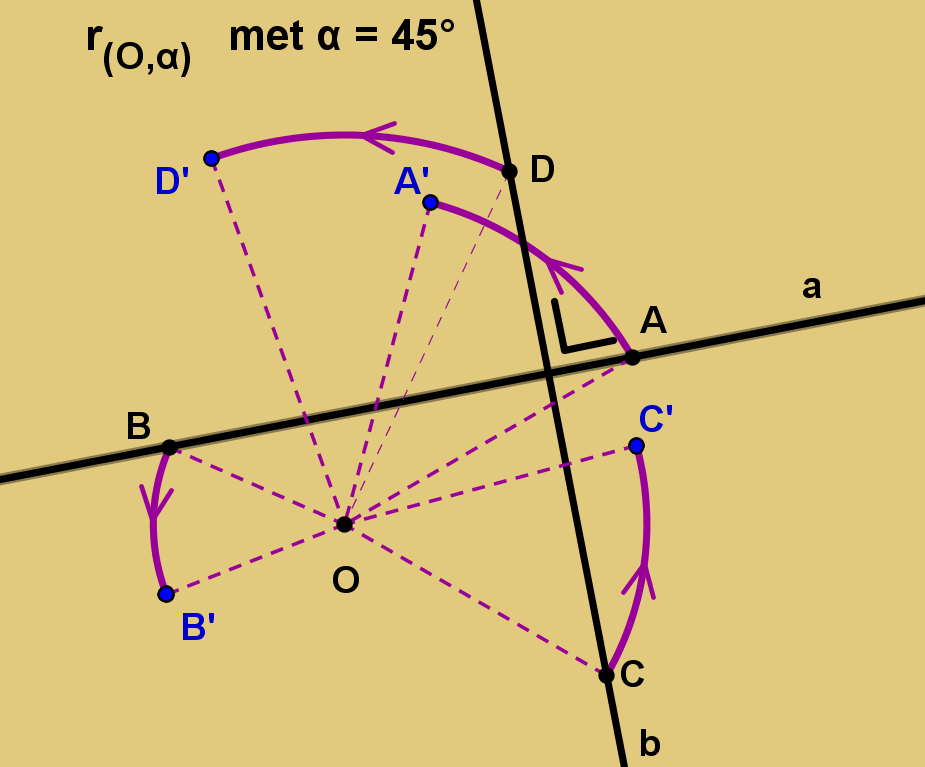 r(O,α) met α = 45°
D'
A'
D
a
A
B
C'
O
B'
C
b